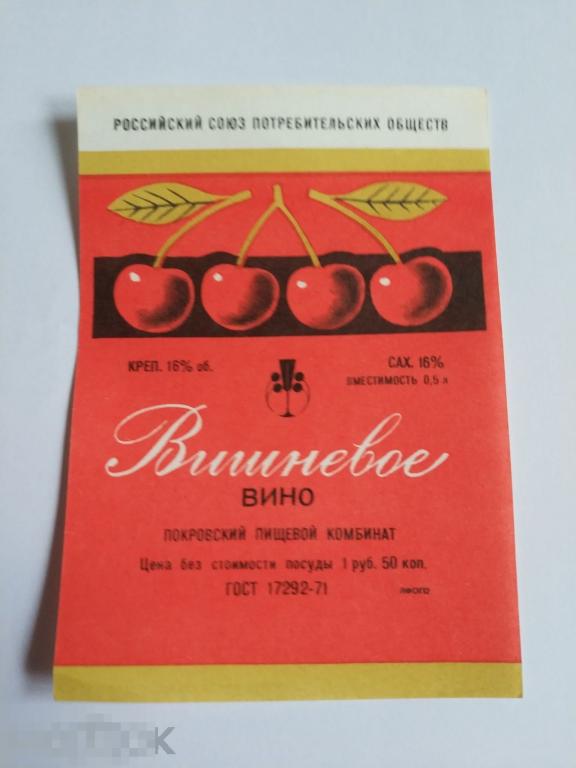 РОССИЙСКИЙ СОЮЗ ПОТРЕБИТЕЛЬСКИХ ОБЩЕСТВ
КРЕП. 16% об.
САХ. 16%
ВМЕСТИМОСТЬ 0,5 л
Вишневое
ВИНО
ПОКРОВСКИЙ ПИЩЕВОЙ КОМБИНАТ
Цена без стоимости посуды 1 руб. 50 коп.
ГОСТ 17292-71